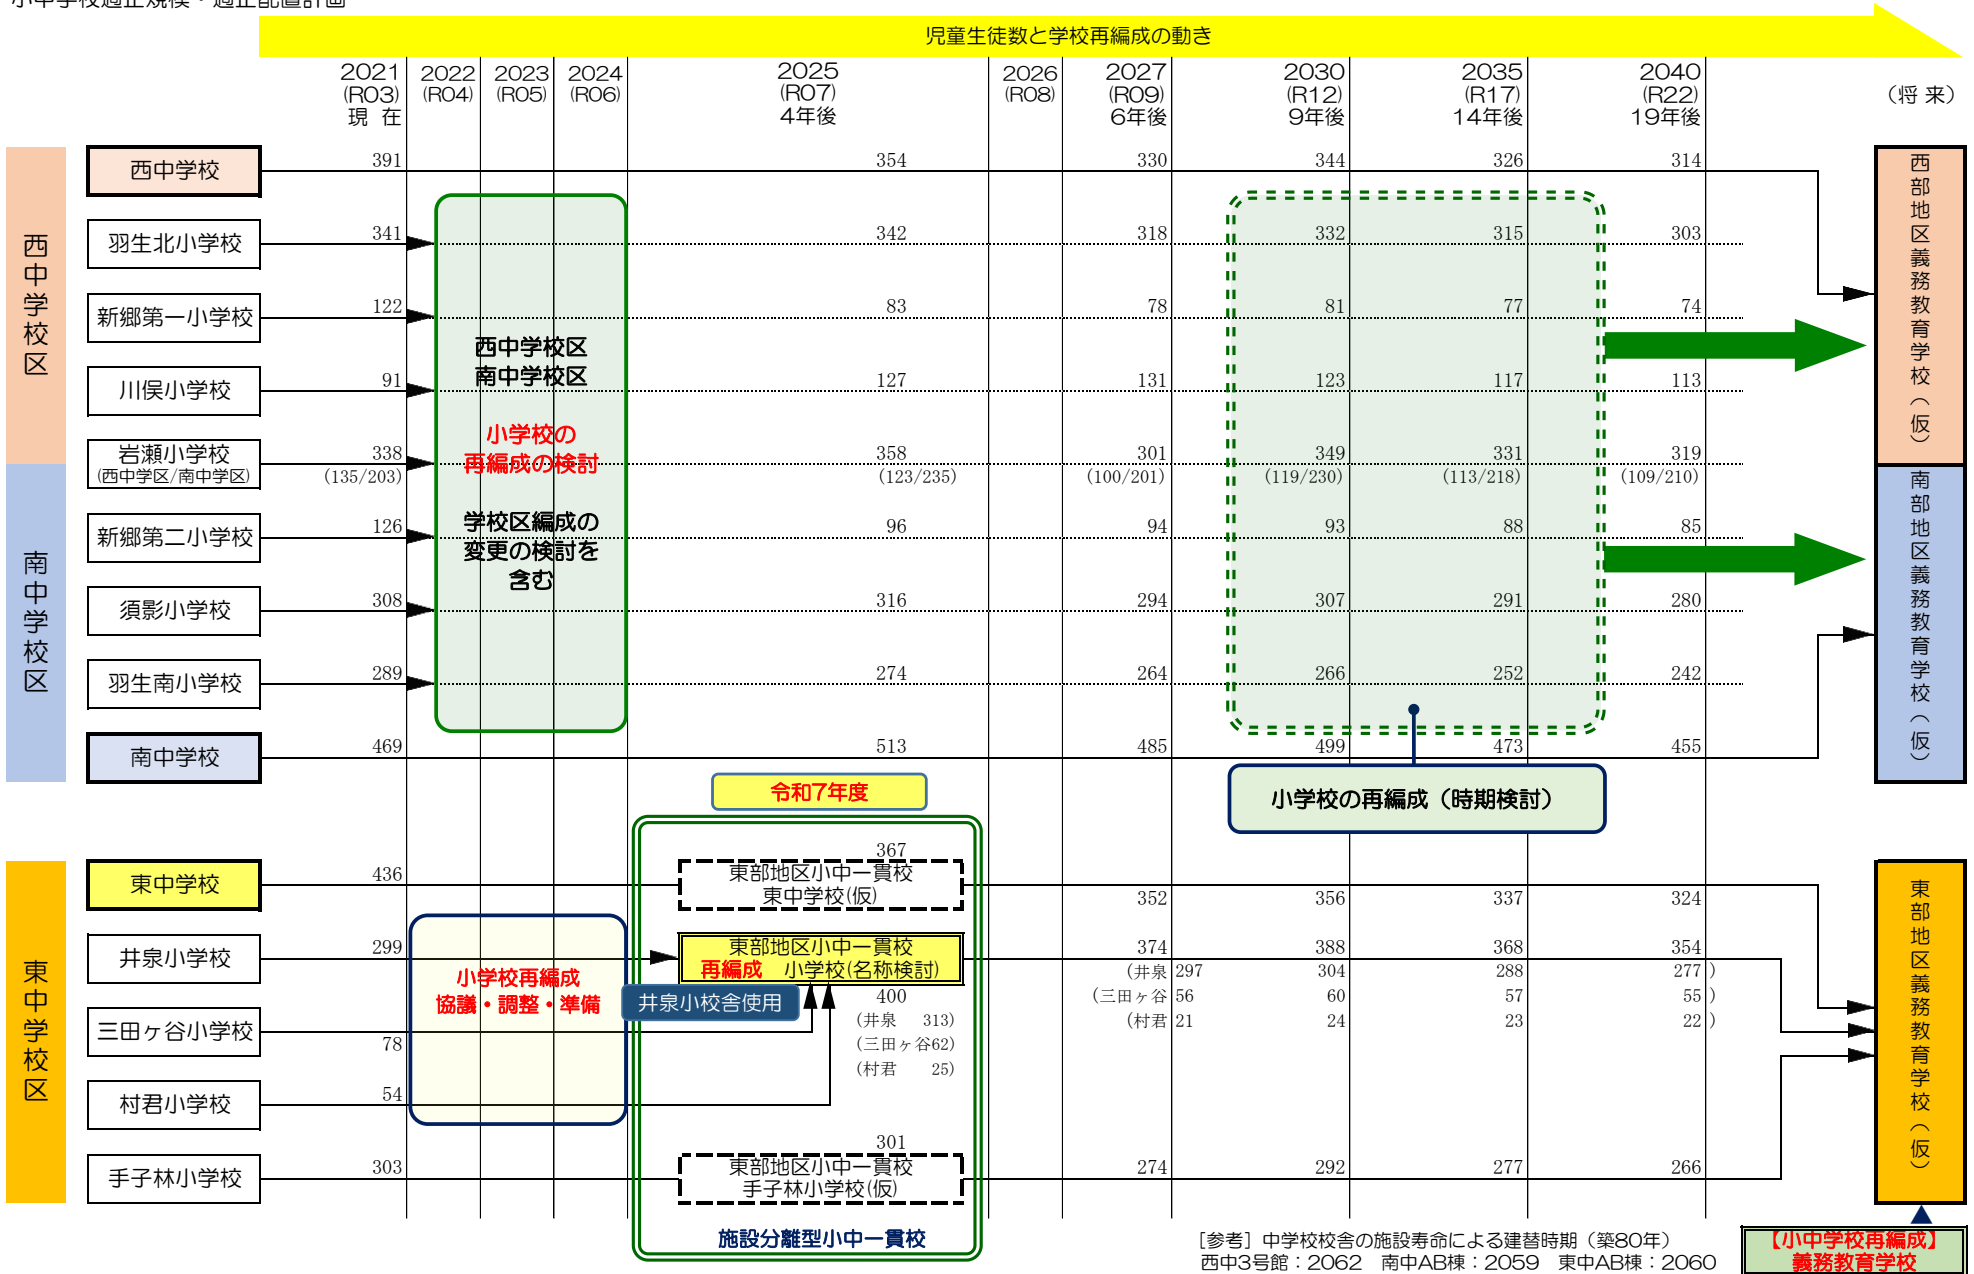 小中学校適正規模・適正配置計画
児童生徒数と学校再編成の動き
2021 2022 2023 2024 2025 2026 2027 2030 2035 2040
(R03) (R04) (R05) (R06) (R07) (R08) (R09) (R12) (R17) (R22) （将 来）
現 在 4年後 6年後 9年後 14年後 19年後
西中学校区
西中学校 391 354 330 344 326 314
羽生北小学校 341 342 318 332 315 303
新郷第一小学校 122 83 78 81 77 74
川俣小学校 91 127 131 123 117 113
岩瀬小学校 338 358 301 349 331 319
(西中学区/南中学区) (135/203) (123/235) (100/201) (119/230) (113/218) (109/210)
南中学校区
新郷第二小学校 126 96 94 93 88 85
須影小学校 308 316 294 307 291 280
羽生南小学校 289 274 264 266 252 242
南中学校 469 513 485 499 473 455
西中学校区
南中学校区
小学校の
再編成の検討
学校区編成の
変更の検討を
含む
小学校の再編成（時期検討）
西部地区義務教育学校（仮）
南部地区義務教育学校（仮）
令和7年度
東中学校区
367
東中学校 436
東部地区小中一貫校
東中学校(仮)
352 356 337 324
井泉小学校 299
東部地区小中一貫校
再編成 小学校(名称検討)
374 388 368 354
(井泉 297 304 288 277 )
(三田ヶ谷 56 60 57 55 )
(村君 21 24 23 22 )
小学校再編成
協議・調整・準備
井泉小校舎使用
400
(井泉 313)
(三田ヶ谷62)
(村君 25)
三田ヶ谷小学校 78
村君小学校 54
301
手子林小学校 303
東部地区小中一貫校
手子林小学校(仮)
274 292 277 266
施設分離型小中一貫校
東部地区義務教育学校（仮）
［参考］中学校校舎の施設寿命による建替時期（築80年）
西中3号館：2062 南中AB棟：2059 東中AB棟：2060
【小中学校再編成】
義務教育学校